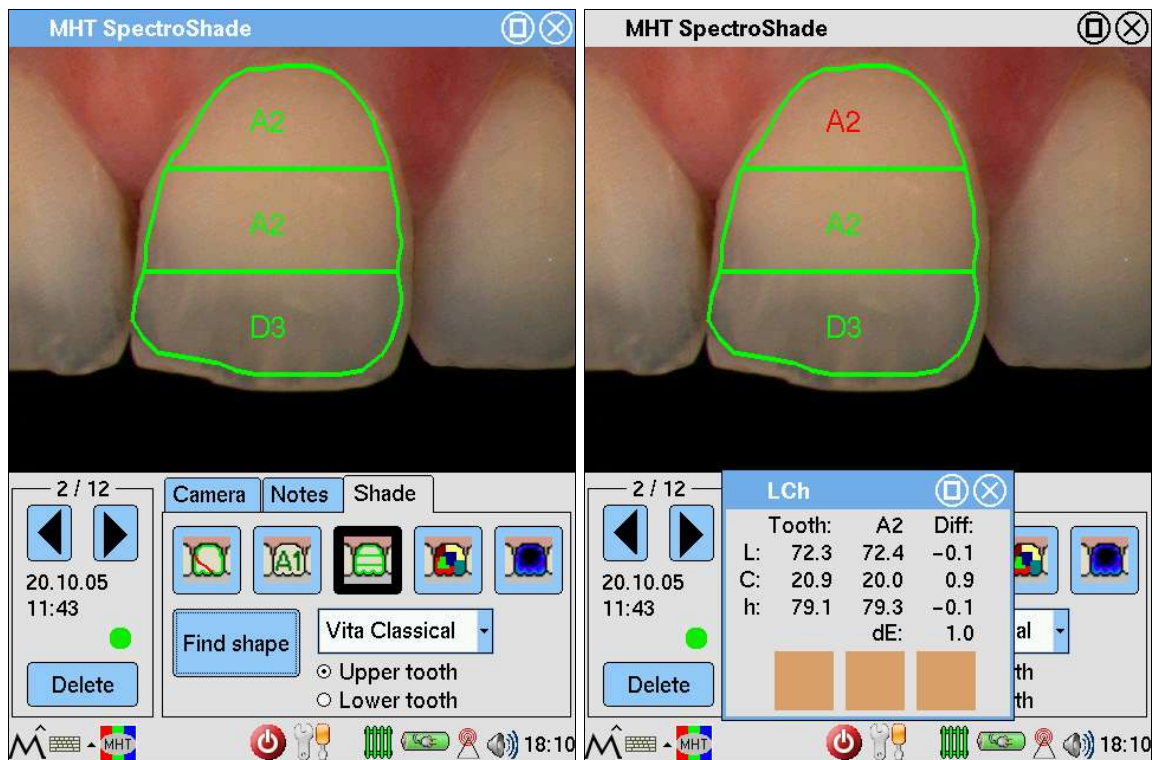 MHT SpectroShade
A2
A2
D3
2 / 12
Camera
Notes
Shade
A1
20.10.05
11:43
Find shape
Vita Classical
Upper tooth
Delete
Lower tooth
MHT
18:10
MHT SpectroShade
A2
A2
D3
2 / 12
LCh
Tooth: A2 Diff:
L: 72.3 72.4 −0.1
C: 20.9 20.0 0.9
h: 79.1 79.3 −0.1
dE: 1.0
20.10.05
11:43
al
th
Delete
th
MHT
18:10